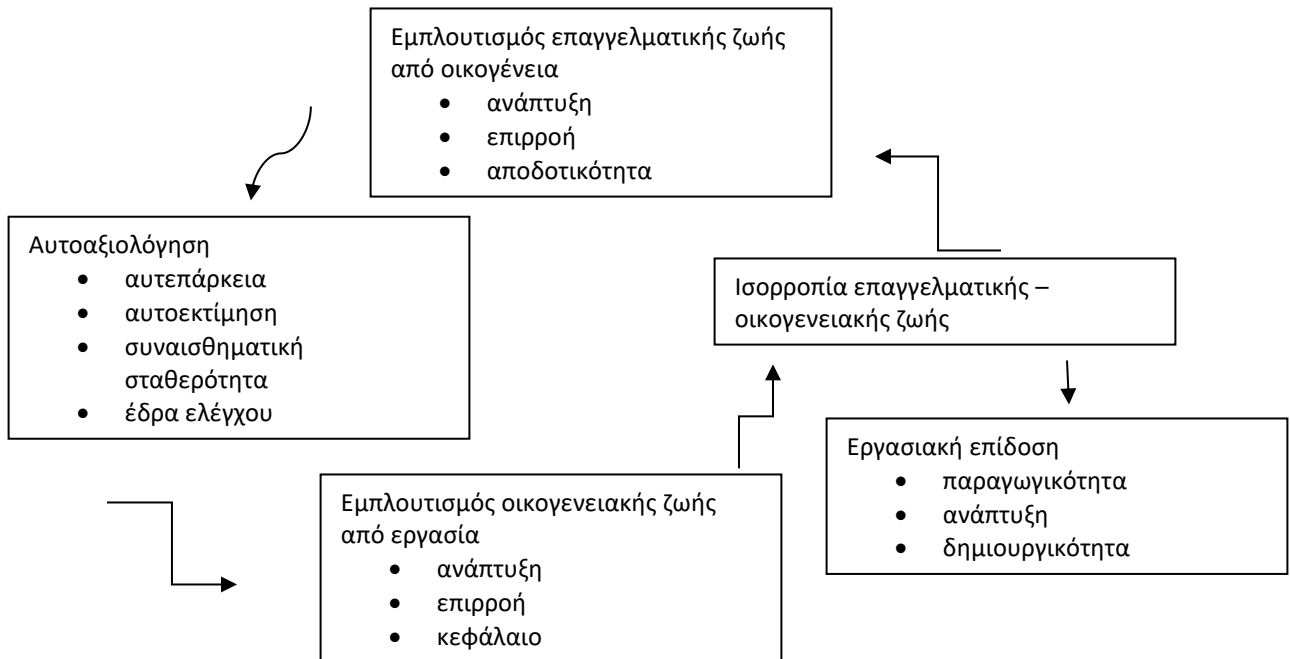 Εμπλουτισμός επαγγελματικής ζωής
από οικογένεια
• ανάπτυξη
• επιρροή
• αποδοτικότητα
Αυτοαξιολόγηση
• αυτεπάρκεια
• αυτοεκτίμηση
• συναισθηματική
σταθερότητα
• έδρα ελέγχου
Ισορροπία επαγγελματικής –
οικογενειακής ζωής
Εργασιακή επίδοση
• παραγωγικότητα
• ανάπτυξη
• δημιουργικότητα
Εμπλουτισμός οικογενειακής ζωής
από εργασία
• ανάπτυξη
• επιρροή
• κεφάλαιο